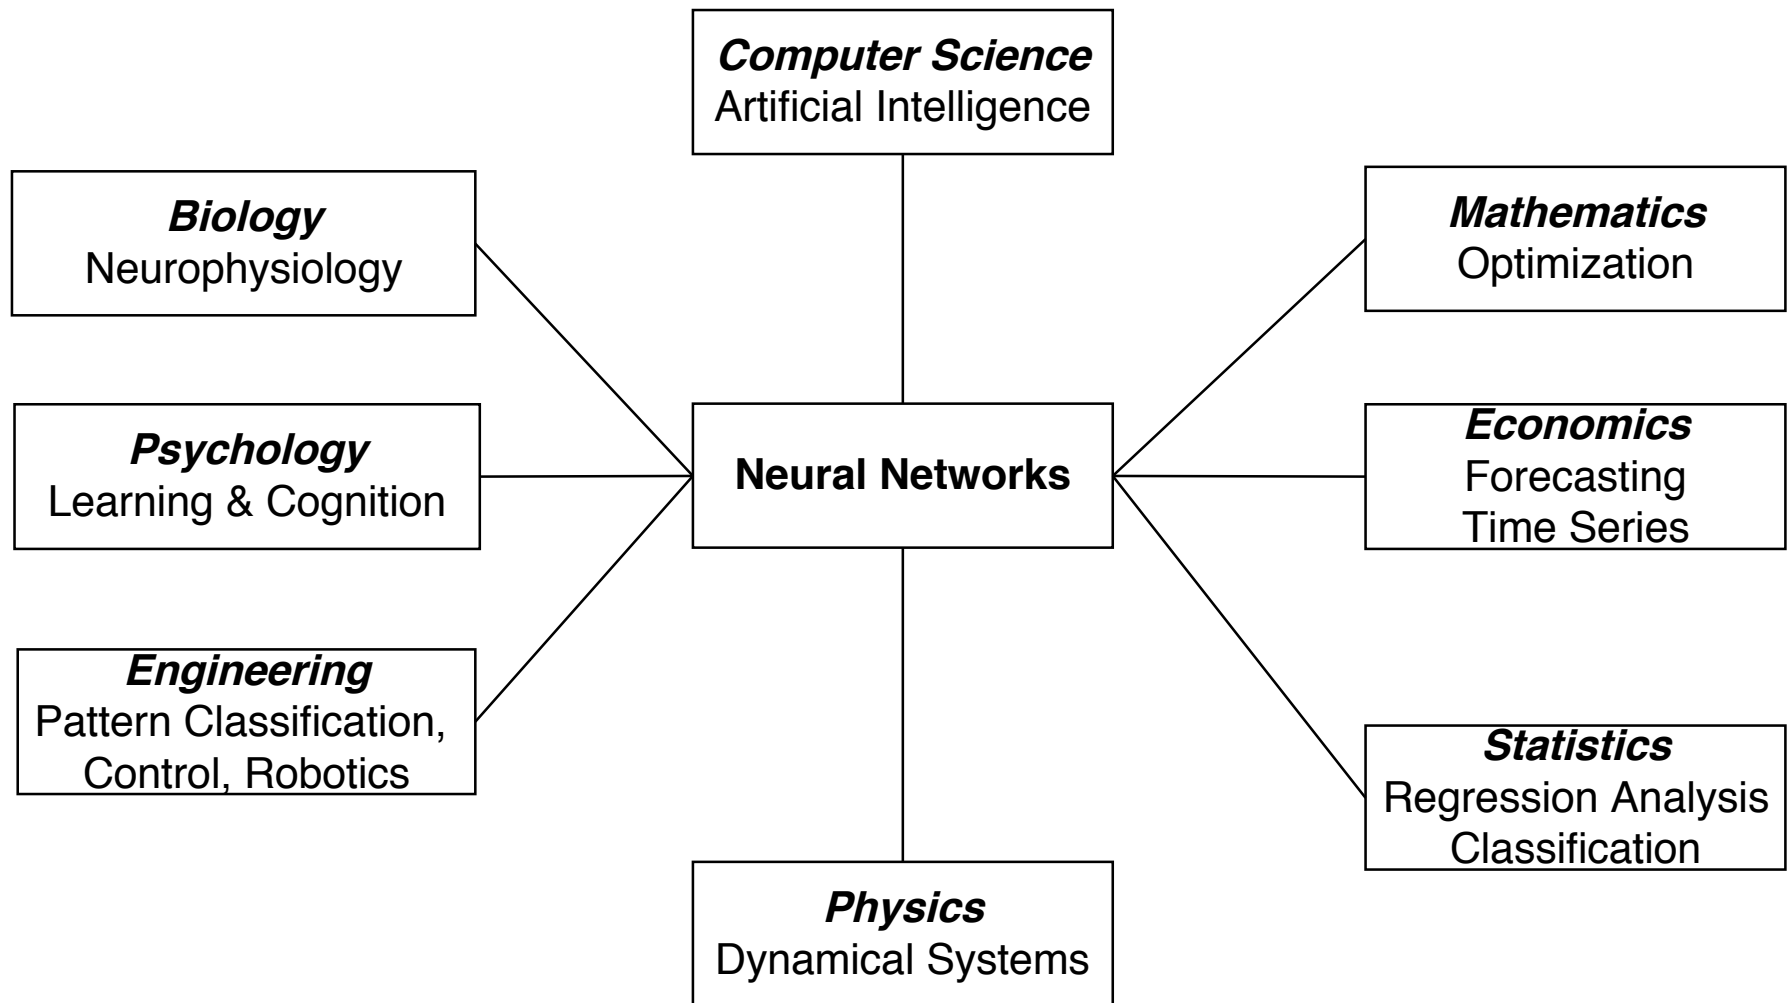 Computer Science
Artificial Intelligence
Biology
Neurophysiology
Mathematics
Optimization
Psychology
Learning & Cognition
Neural Networks
Economics
Forecasting
Time Series
Engineering
Pattern Classification,
Control, Robotics
Statistics
Regression Analysis
Classification
Physics
Dynamical Systems